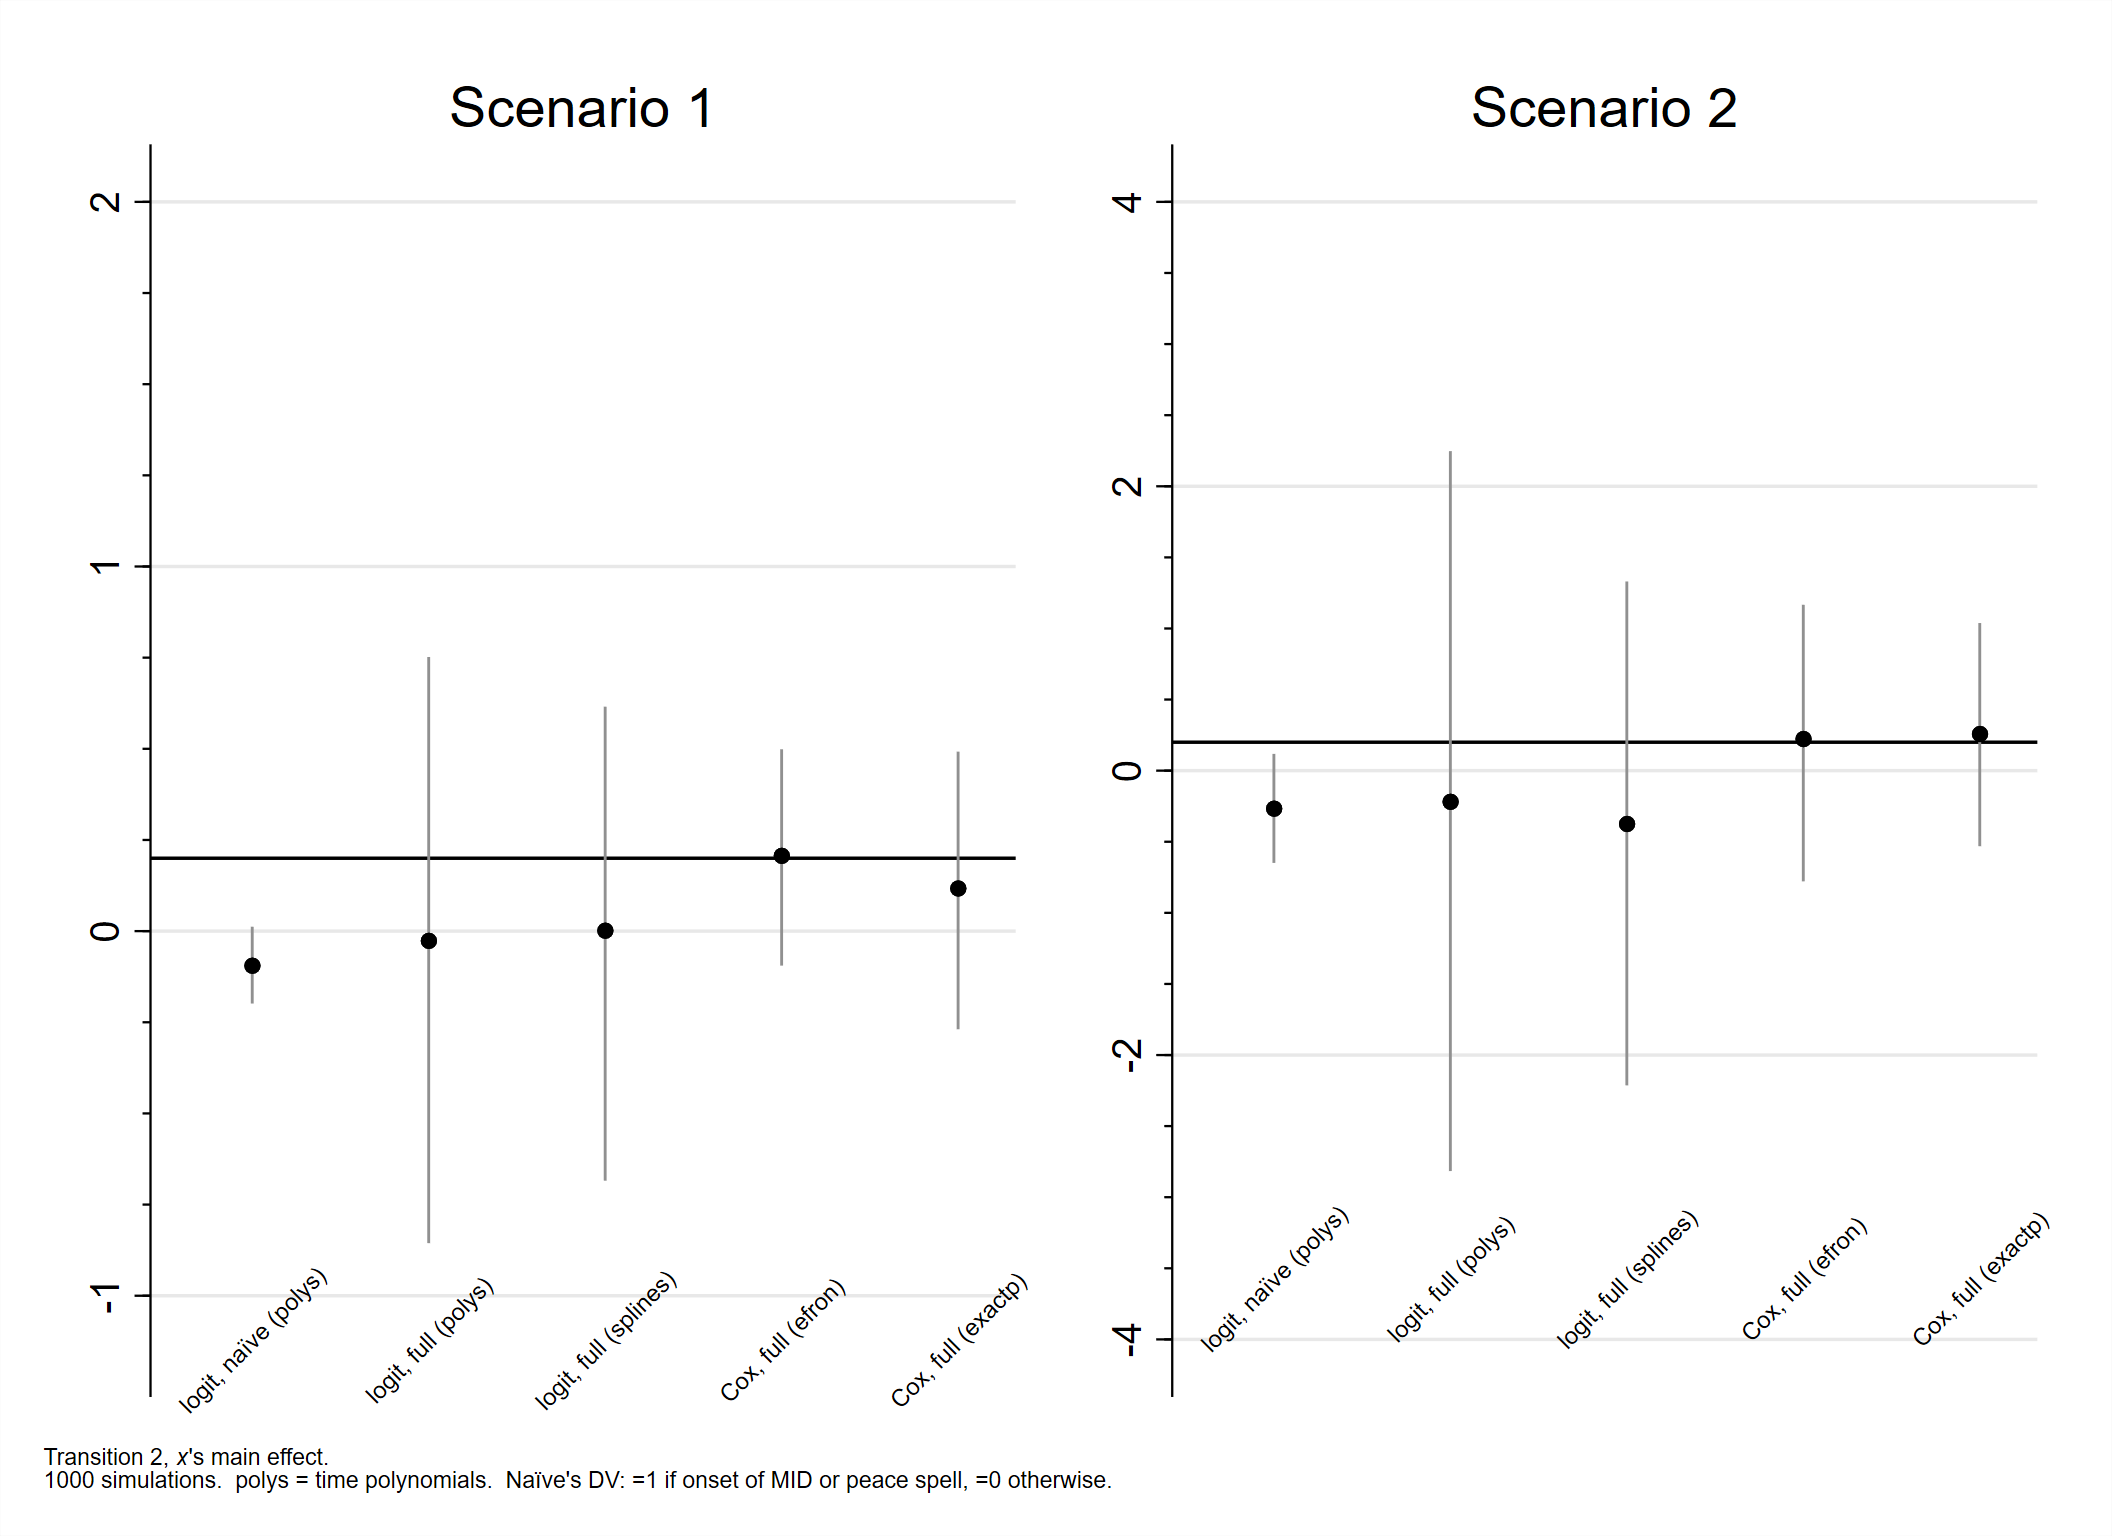 Scenario 1
2
1
0
-1
logit, naïve (polys)
logit, full (polys)
logit, full (splines)
Cox, full (efron)
Cox, full (exactp)
Scenario 2
4
2
0
-2
-4
logit, naïve (polys)
logit, full (polys)
logit, full (splines)
Cox, full (efron)
Cox, full (exactp)
Transition 2, x's main effect.
1000 simulations.  polys = time polynomials.  Naïve's DV: =1 if onset of MID or peace spell, =0 otherwise.